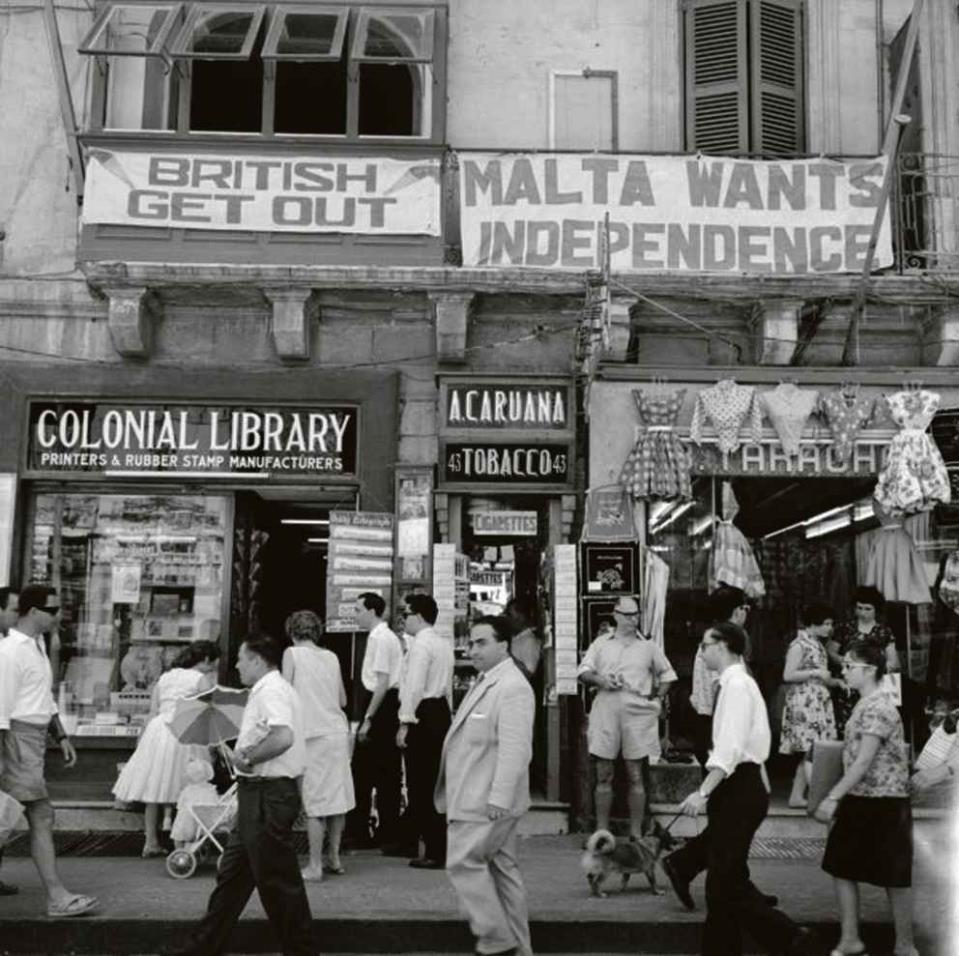 BRITISH
GET OUT
MALTA WANTS
INDEPENDENCE
COLONIAL LIBRARY
PRINTERS & RUBBER STAMP MANUFACTURERS
A.CARUANA
43 TOBACCO 43
CIGARETTES